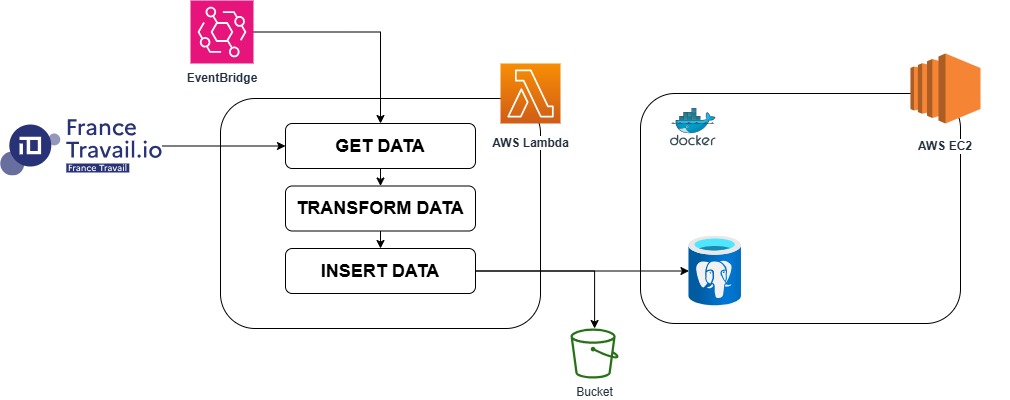 EventBridge
France
Travail.io
France Travail
AWS Lambda
GET DATA
TRANSFORM DATA
INSERT DATA
docker
AWS EC2
Bucket